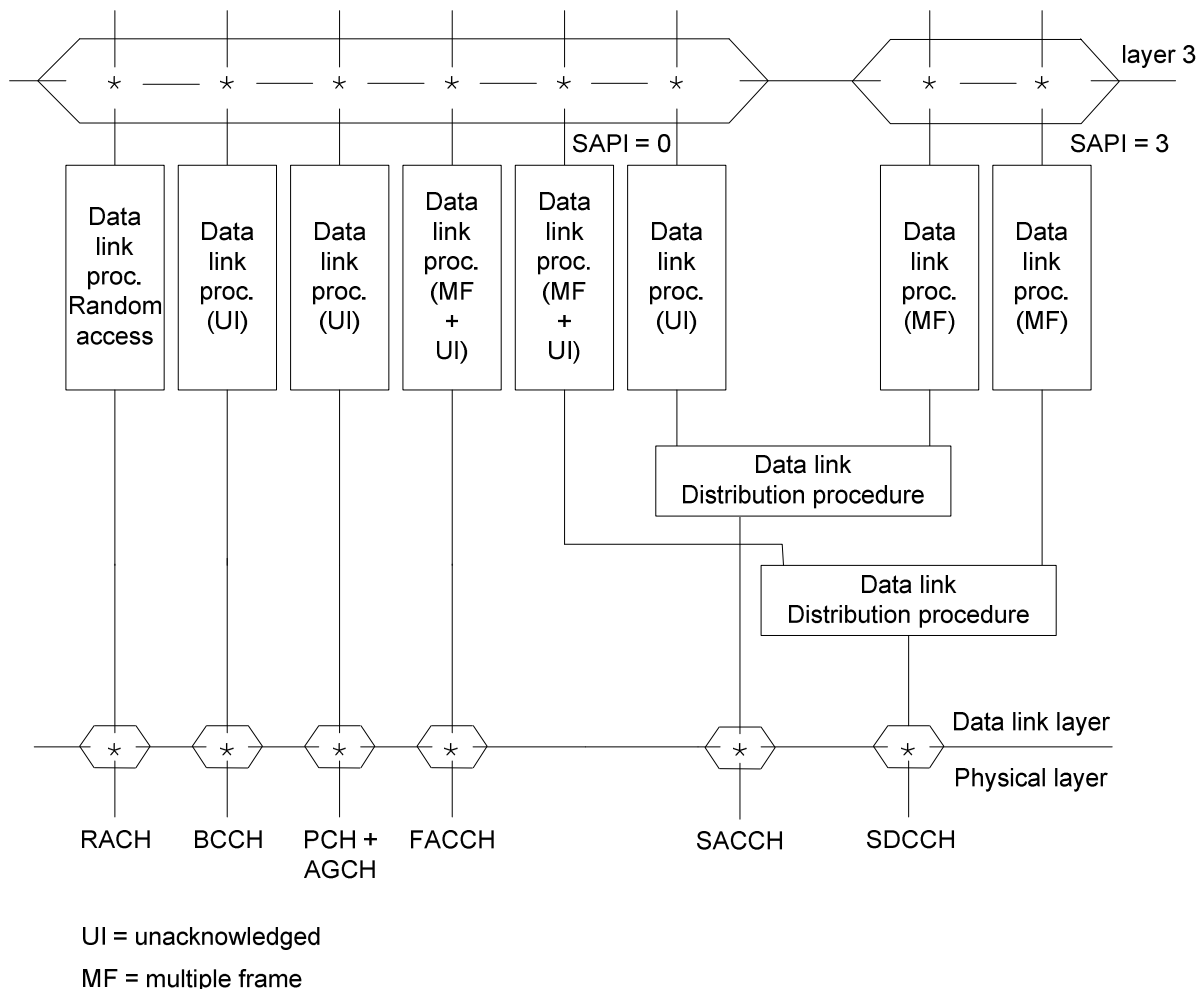 layer 3
SAPI = 0
SAPI = 3
Data
link
proc.
Random
access
Data
link
proc.
(UI)
Data
link
proc.
(UI)
Data
link
proc.
(MF
+
UI)
Data
link
proc.
(MF
+
UI)
Data
link
proc.
(UI)
Data
link
proc.
(MF)
Data
link
proc.
(MF)
Data link
Distribution procedure
Data link
Distribution procedure
Data link layer
Physical layer
RACH
BCCH
PCH +
AGCH
FACCH
SACCH
SDCCH
UI = unacknowledged
MF = multiple frame